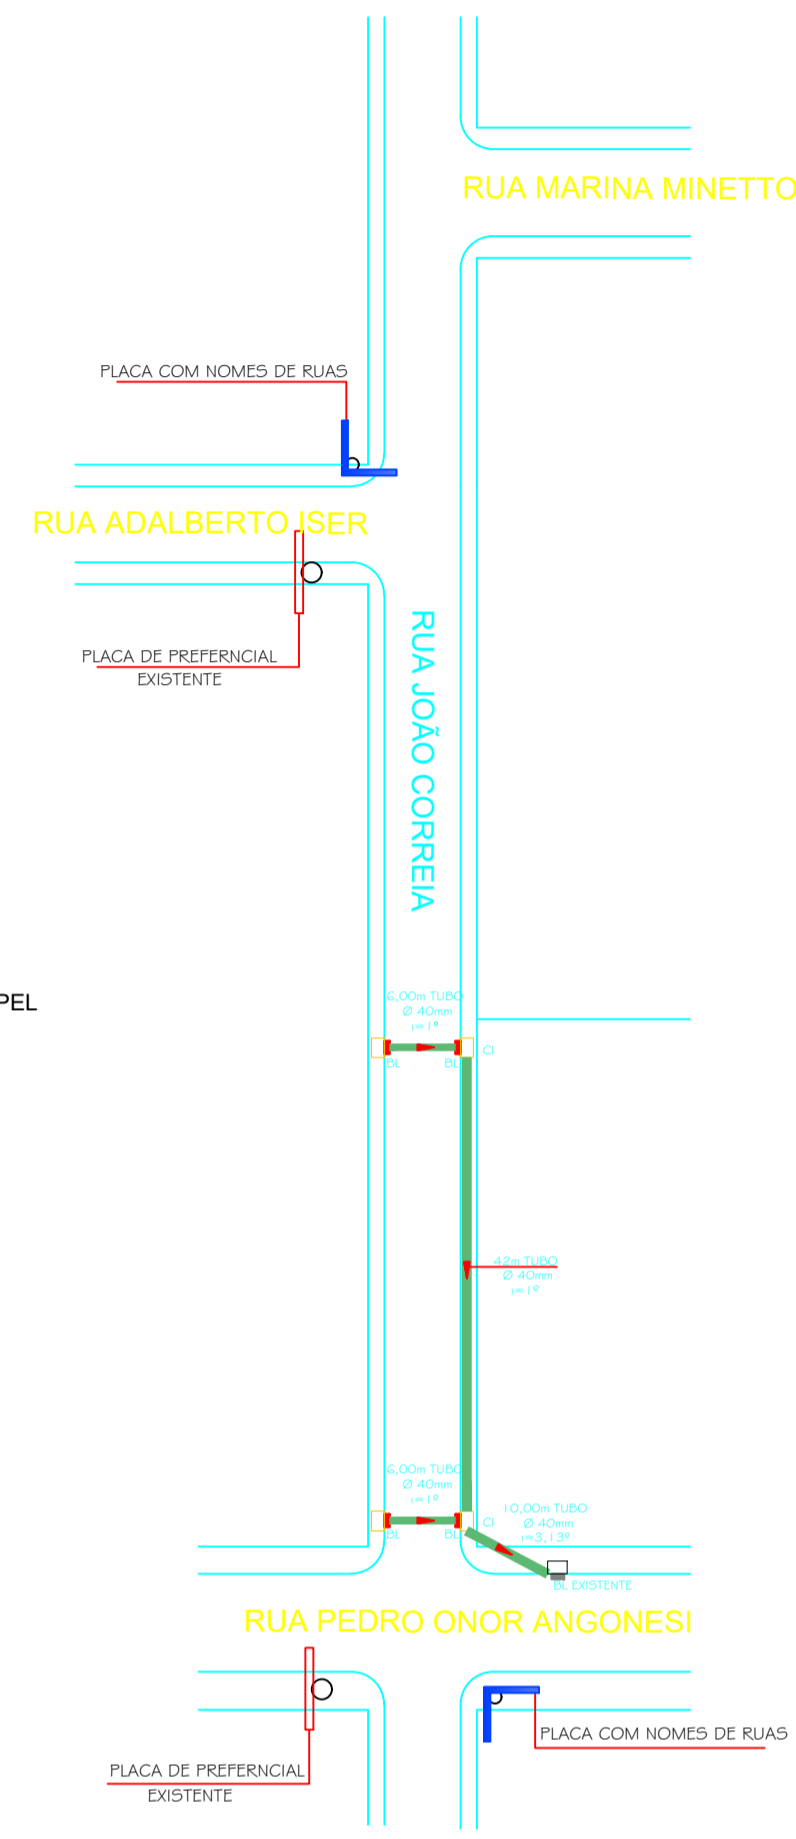 RUA MARINA MINETTO
PLACA COM NOMES DE RUAS
RUA ADALBERTO ISER
PLACA DE PREFERNCIAL
EXISTENTE
RUA JOÃO CORREIA
PEL
6,00m TUBO
Ø 40mm
i=1º
CI
BL
BL
42m TUBO
Ø 40mm
i=1º
6,00m TUBO
Ø 40mm
i=1º
10,00m TUBO
Ø 40mm
i=3,13º
CI
BL
BL
BL EXISTENTE
RUA PEDRO ONOR ANGONESI
PLACA COM NOMES DE RUAS
PLACA DE PREFERNCIAL
EXISTENTE